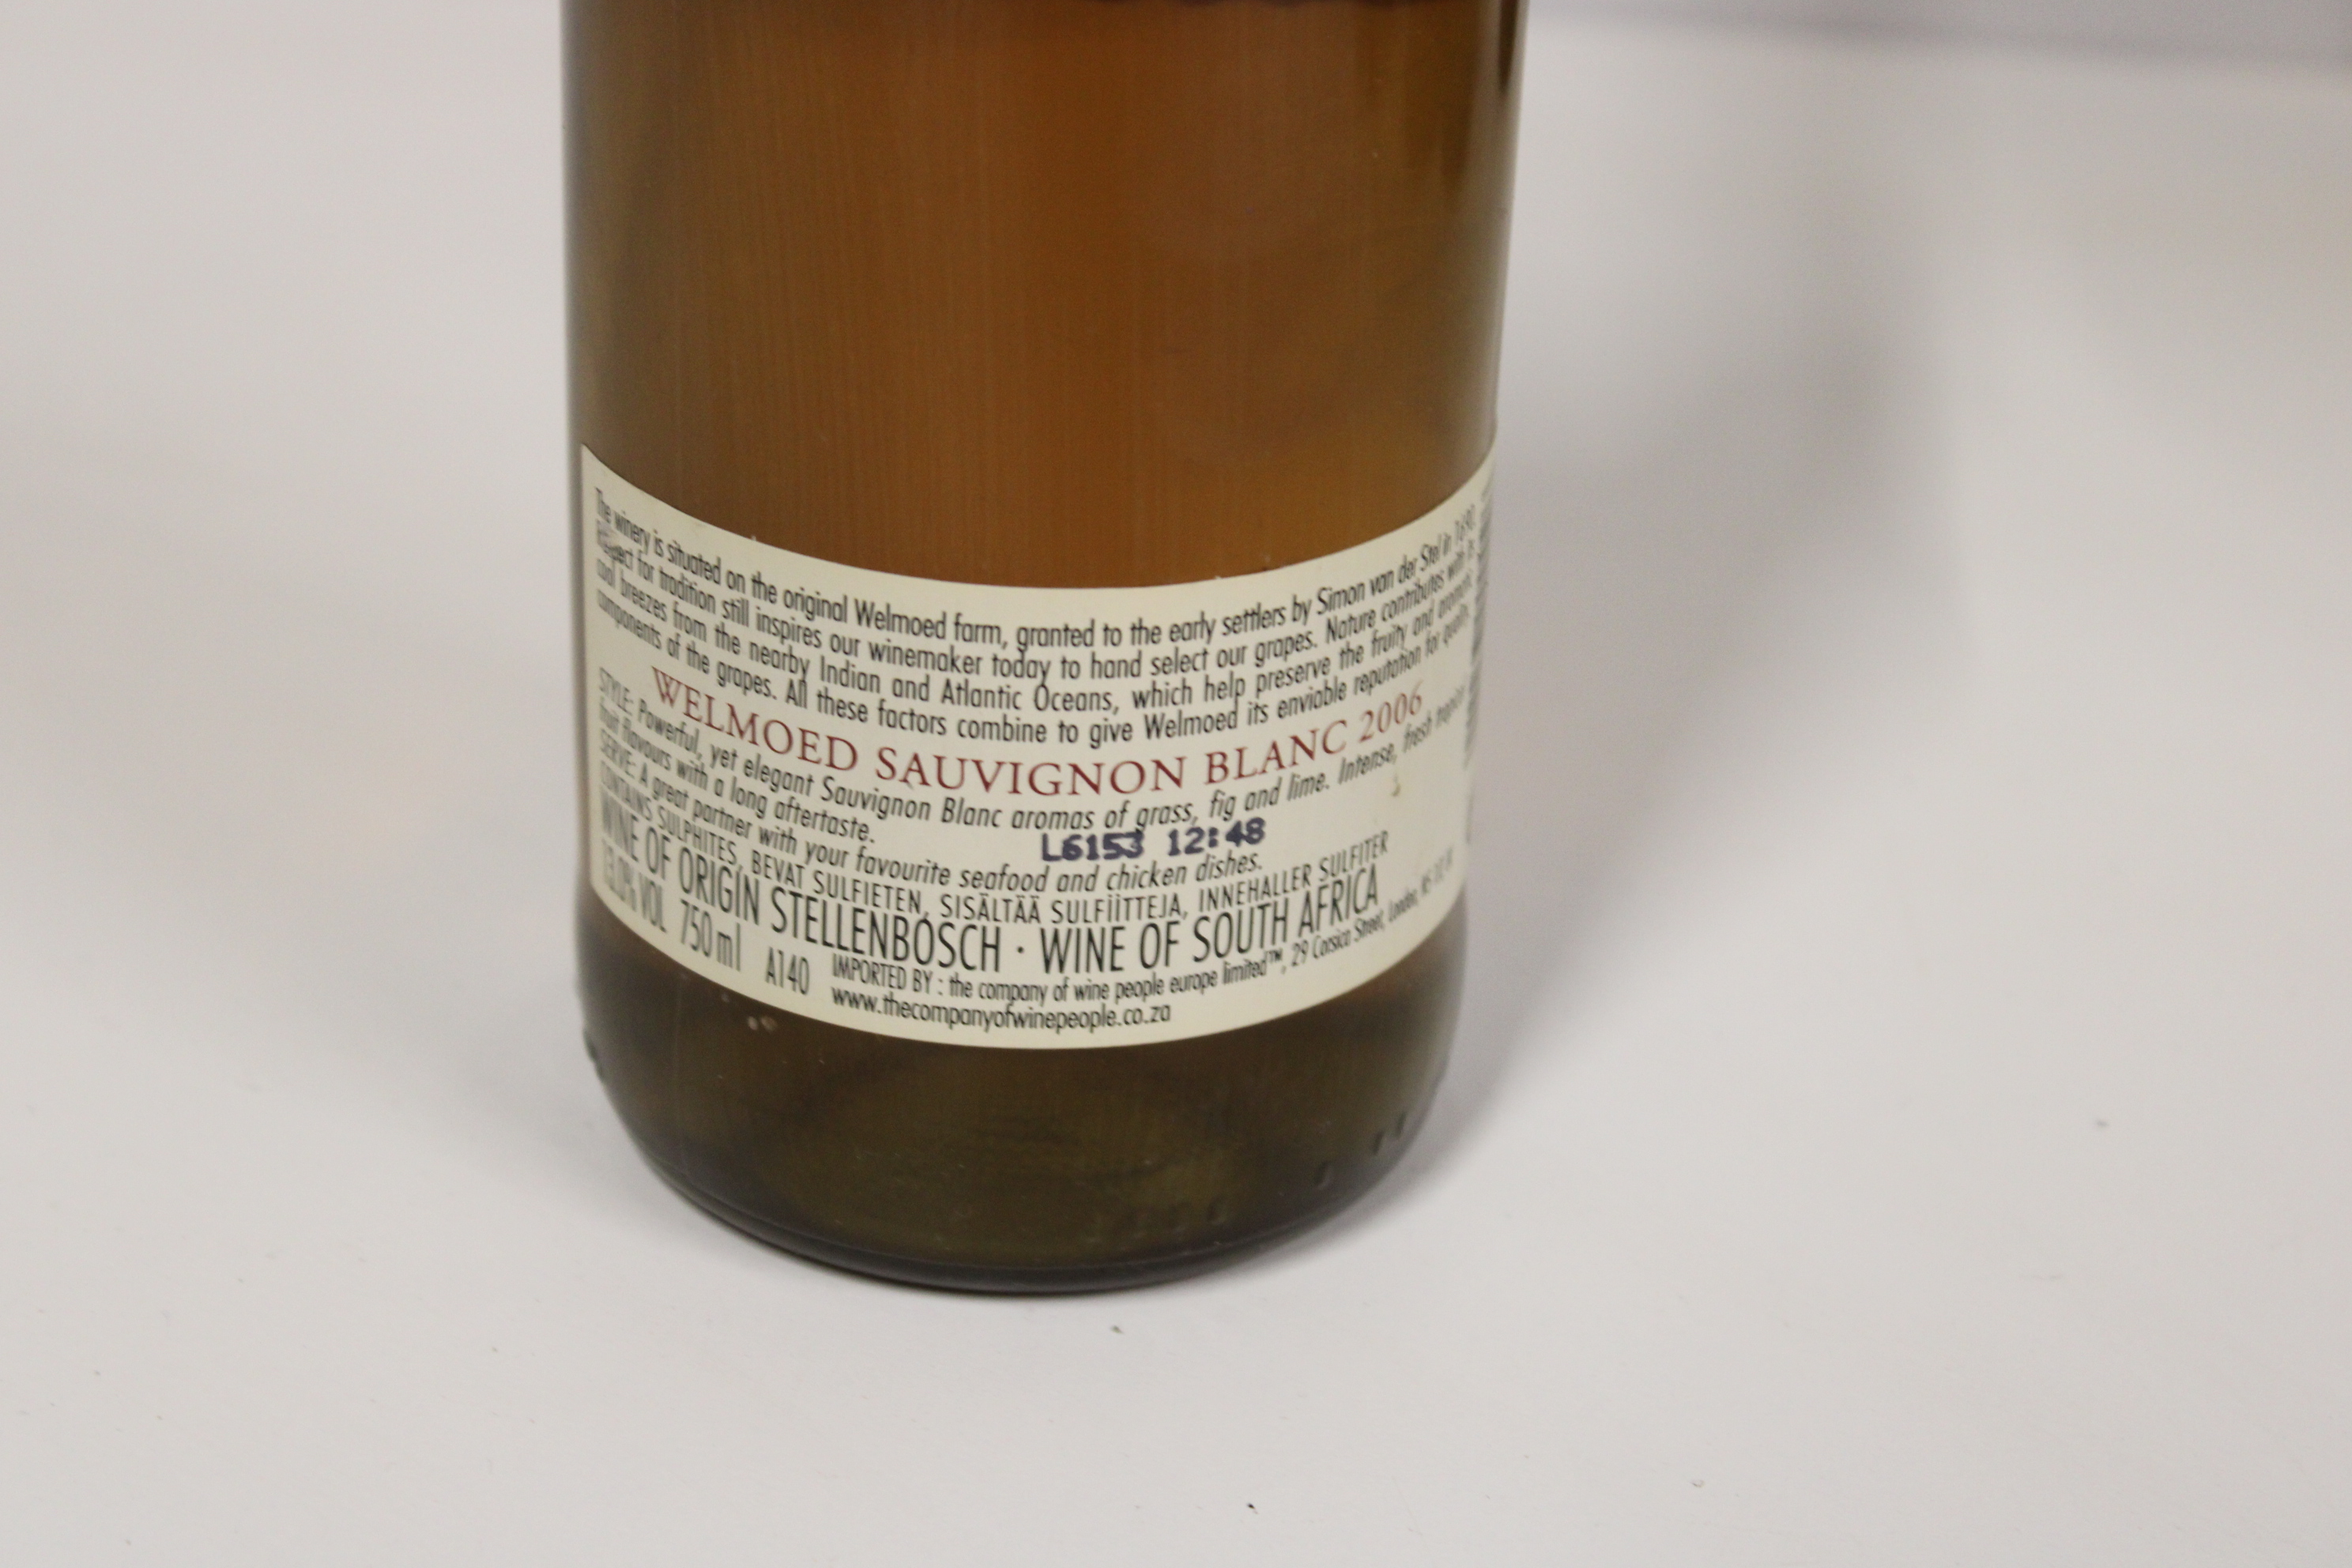 The winery is situated on the original Welmoed farm, granted to the early settlers by Simon van der Stel in 1690.
Respect for tradition still inspires our winemaker today to hand select our grapes. Nature contributes with its
cool breezes from the nearby Indian and Atlantic Oceans, which help preserve the fruity and aromatic
components of the grapes. All these factors combine to give Welmoed its enviable reputation for quality.
WELMOED SAUVIGNON BLANC 2006
STYLE: Powerful, yet elegant Sauvignon Blanc aromas of grass, fig and lime. Intense, fresh tropical
fruit flavours with a long aftertaste.
L6153 12:48
SERVE: A great partner with your favourite seafood and chicken dishes.
CONTAINS SULPHITES, BEVAT SULFIETEN, SISÄLTÄÄ SULFIITTEJA, INNEHALLER SULFITER
WINE OF ORIGIN STELLENBOSCH · WINE OF SOUTH AFRICA
13.0% VOL 750ml A140
IMPORTED BY : the company of wine people europe limited™, 29 Corsica Street, London,
www.thecompanyofwinepeople.co.za